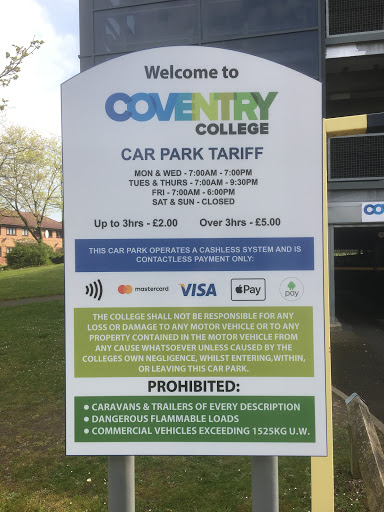 Welcome to
COVENTRY
COLLEGE
CAR PARK TARIFF
MON & WED - 7:00AM - 7:00PM
TUES & THURS - 7:00AM - 9:30PM
FRI - 7:00AM - 6:00PM
SAT & SUN - CLOSED
Up to 3hrs - £2.00 Over 3hrs - £5.00
THIS CAR PARK OPERATES A CASHLESS SYSTEM AND IS
CONTACTLESS PAYMENT ONLY:
mastercard VISA Pay pay
THE COLLEGE SHALL NOT BE RESPONSIBLE FOR ANY
LOSS OR DAMAGE TO ANY MOTOR VEHICLE OR TO ANY
PROPERTY CONTAINED IN THE MOTOR VEHICLE FROM
ANY CAUSE WHATSOEVER UNLESS CAUSED BY THE
COLLEGES OWN NEGLIGENCE, WHILST ENTERING,WITHIN,
OR LEAVING THIS CAR PARK.
PROHIBITED:
• CARAVANS & TRAILERS OF EVERY DESCRIPTION
• DANGEROUS FLAMMABLE LOADS
• COMMERCIAL VEHICLES EXCEEDING 1525KG U.W.